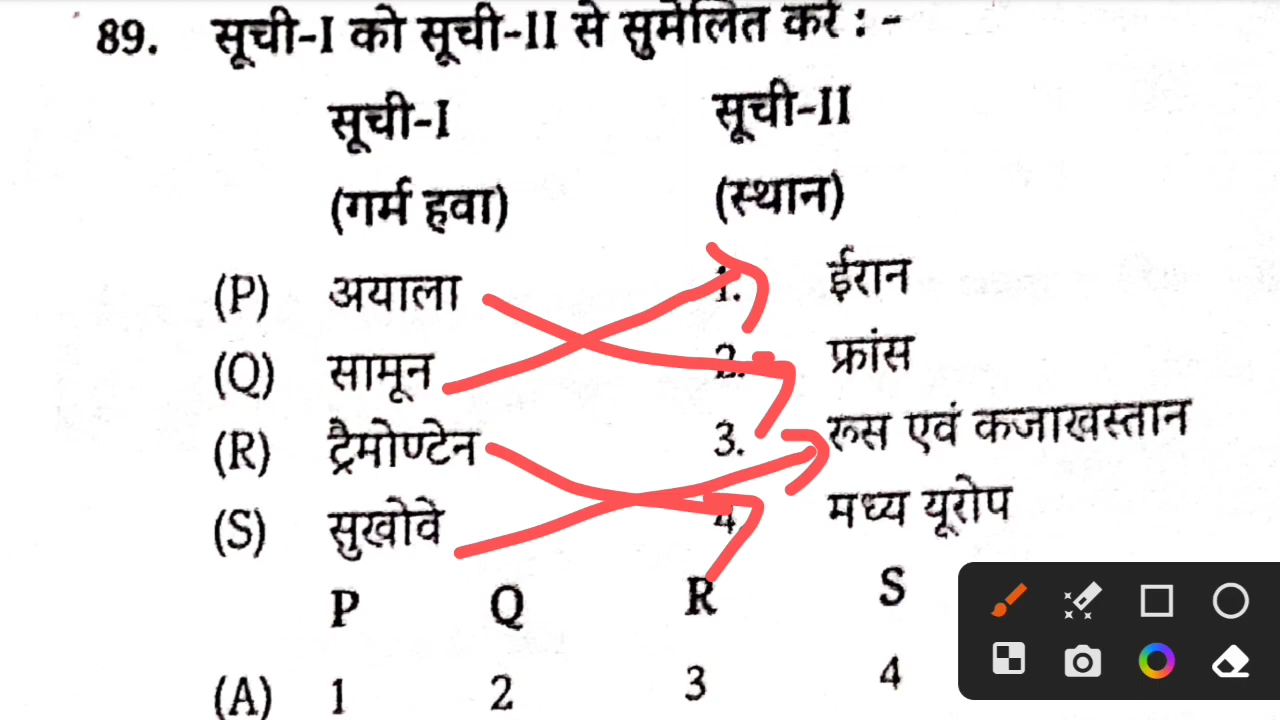 89. सूची-I को सूची-II से सुमेलित करें : -
सूची-I सूची-II
(गर्म हवा) (स्थान)
(P) अयाला 1. ईरान
(Q) सामून 2. फ्रांस
(R) ट्रैमोण्टेन 3. रूस एवं कजाखस्तान
(S) सुखोवे 4. मध्य यूरोप
P Q R S
(A) 1 2 3 4